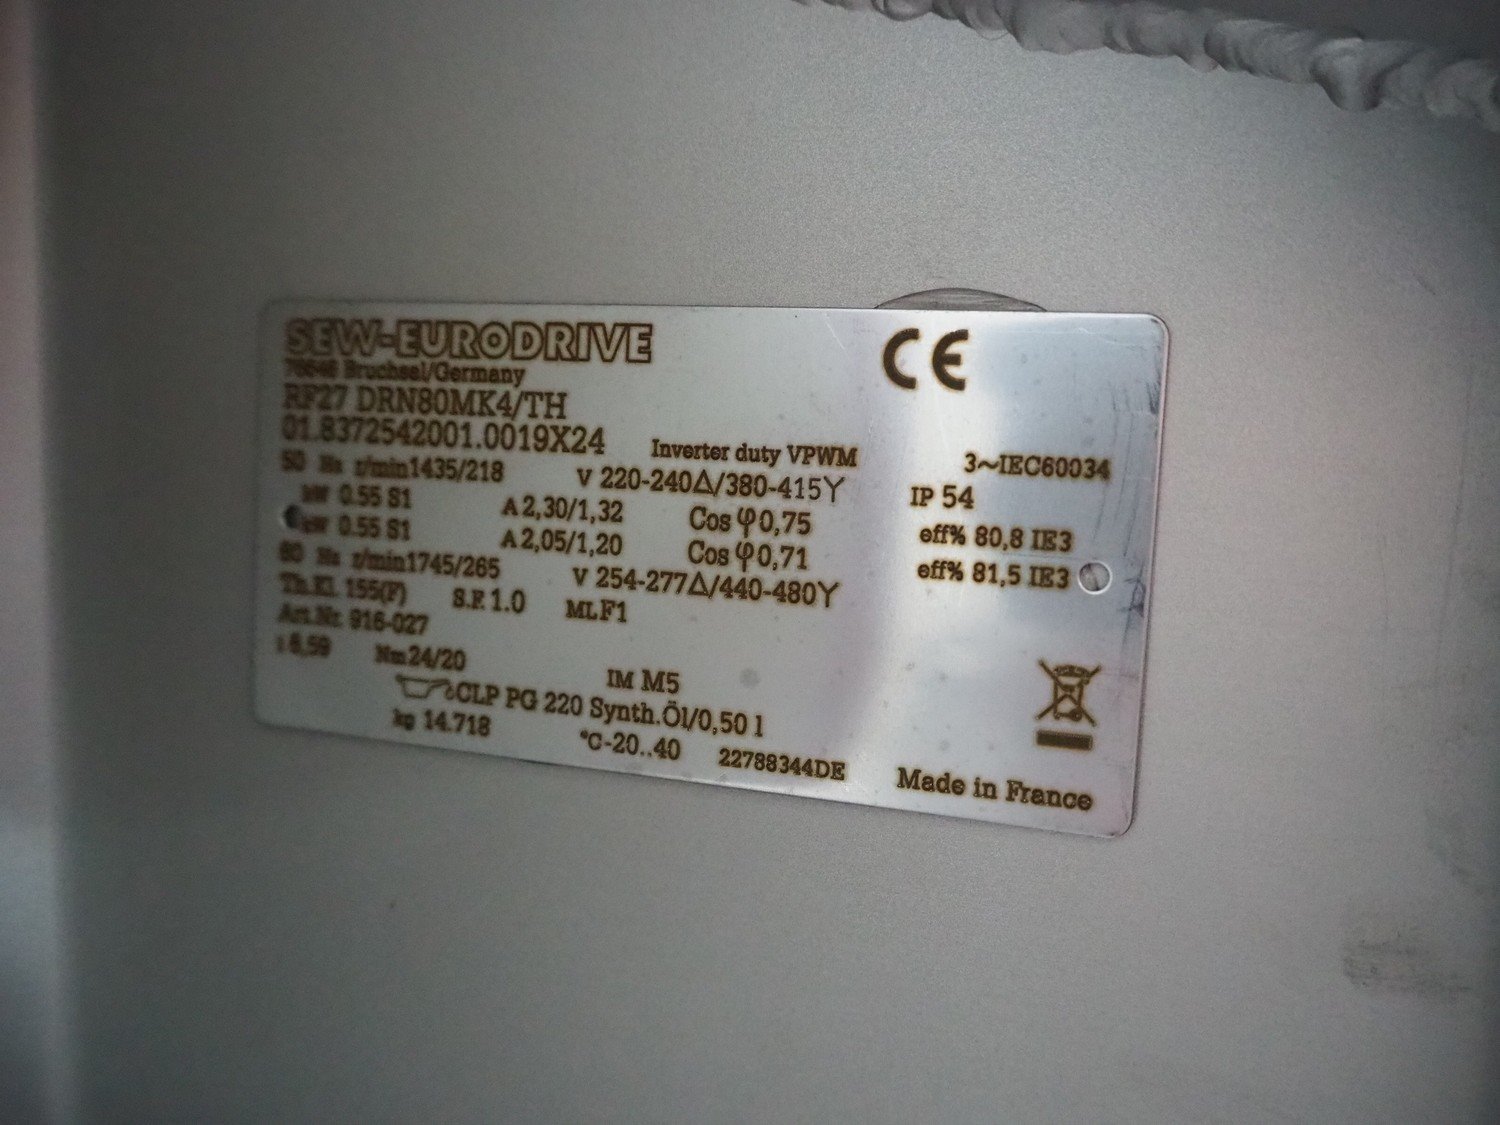 SEW-EURODRIVE
76646 Bruchsal/Germany
RF27 DRN80MK4/TH
01.8372542001.0019X24 Inverter duty VPWM 3~IEC60034
50 Hz r/min1435/218 V 220-240Δ/380-415Y IP 54
kW 0.55 S1 A 2,30/1,32 Cos φ0,75 eff% 80,8 IE3
kW 0.55 S1 A 2,05/1,20 Cos φ0,71 eff% 81,5 IE3
60 Hz r/min1745/265 V 254-277Δ/440-480Y
Th.Kl. 155(F) S.F. 1.0 MLF1
Art.Nr. 916-027
i 6,59 Nm24/20 IM M5
CLP PG 220 Synth.Öl/0,50 l
kg 14.718 °C-20..40 22788344DE Made in France
CE